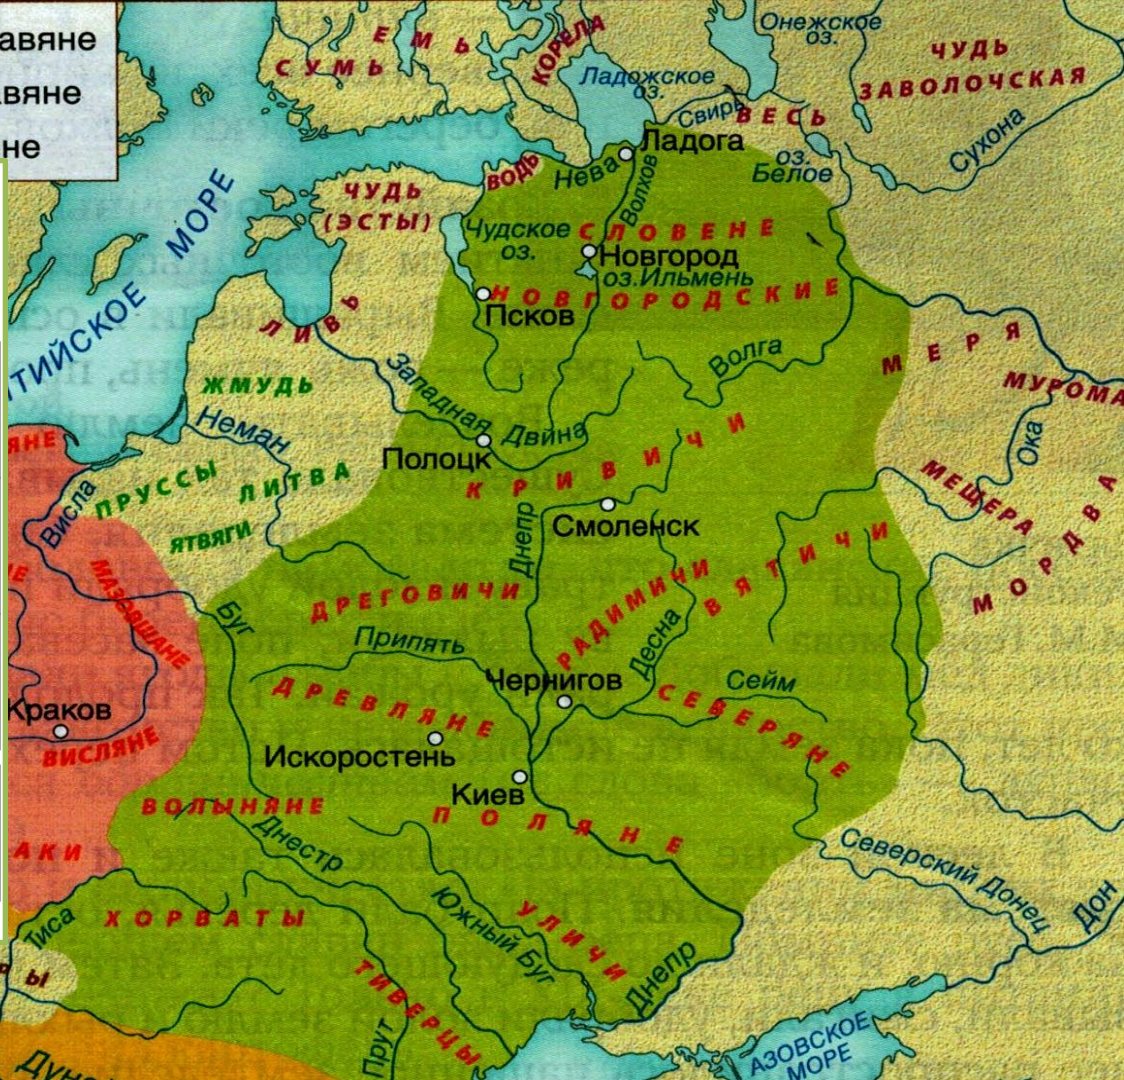 авяне
авяне
не
Онежское
оз.
ЕМЬ
СУМЬ
КОРЕЛА
ЧУДЬ
ЗАВОЛОЧСКАЯ
Ладожское
оз.
Свирь
ВЕСЬ
Сухона
Ладога
оз.
Белое
ВОДЬ
Нева
Волхов
ЧУДЬ
(ЭСТЫ)
МОРЕ
ТИЙСКОЕ
Чудское
оз.
СЛОВЕНЕ
Новгород
оз.Ильмень
НОВГОРОДСКИЕ
Псков
ЛИВЬ
МЕРЯ
МУРОМА
Волга
Западная
Двина
ЖМУДЬ
Неман
Полоцк
КРИВИЧИ
Ока
ЯНЕ
Висла
ПРУССЫ
ЛИТВА
ЯТВЯГИ
МЕЩЕРА
МОРДВА
Смоленск
Днепр
ВЯТИЧИ
РАДИМИЧИ
ДРЕГОВИЧИ
МАЗОВШАНЕ
Е
Буг
Припять
Десна
Чернигов
Сейм
СЕВЕРЯНЕ
ДРЕВЛЯНЕ
Краков
ВИСЛЯНЕ
Искоростень
Киев
ВОЛЫНЯНЕ
ПОЛЯНЕ
Днестр
АКИ
Северский Донец
Дон
Тиса
ХОРВАТЫ
Южный Буг
УЛИЧИ
Днепр
РЫ
ТИВЕРЦЫ
Прут
АЗОВСКОЕ
МОРЕ
Дун